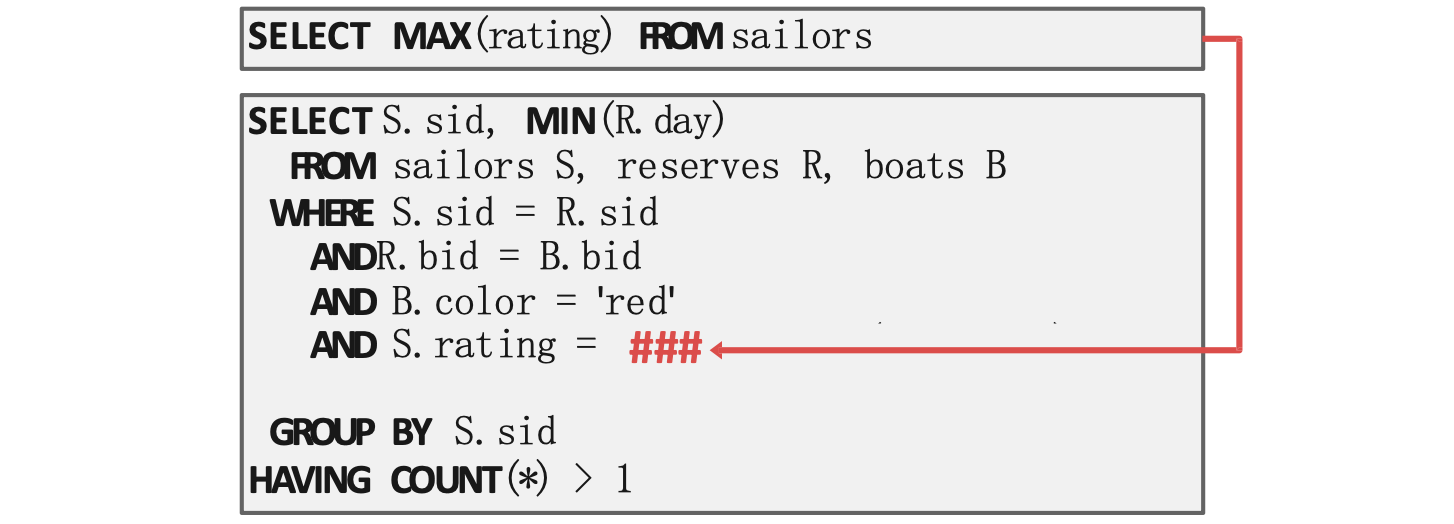 SELECT MAX(rating) FROM sailors
SELECT S.sid, MIN(R.day)
FROM sailors S, reserves R, boats B
WHERE S.sid = R.sid
AND R.bid = B.bid
AND B.color = 'red'
AND S.rating = ###
GROUP BY S.sid
HAVING COUNT(*) > 1